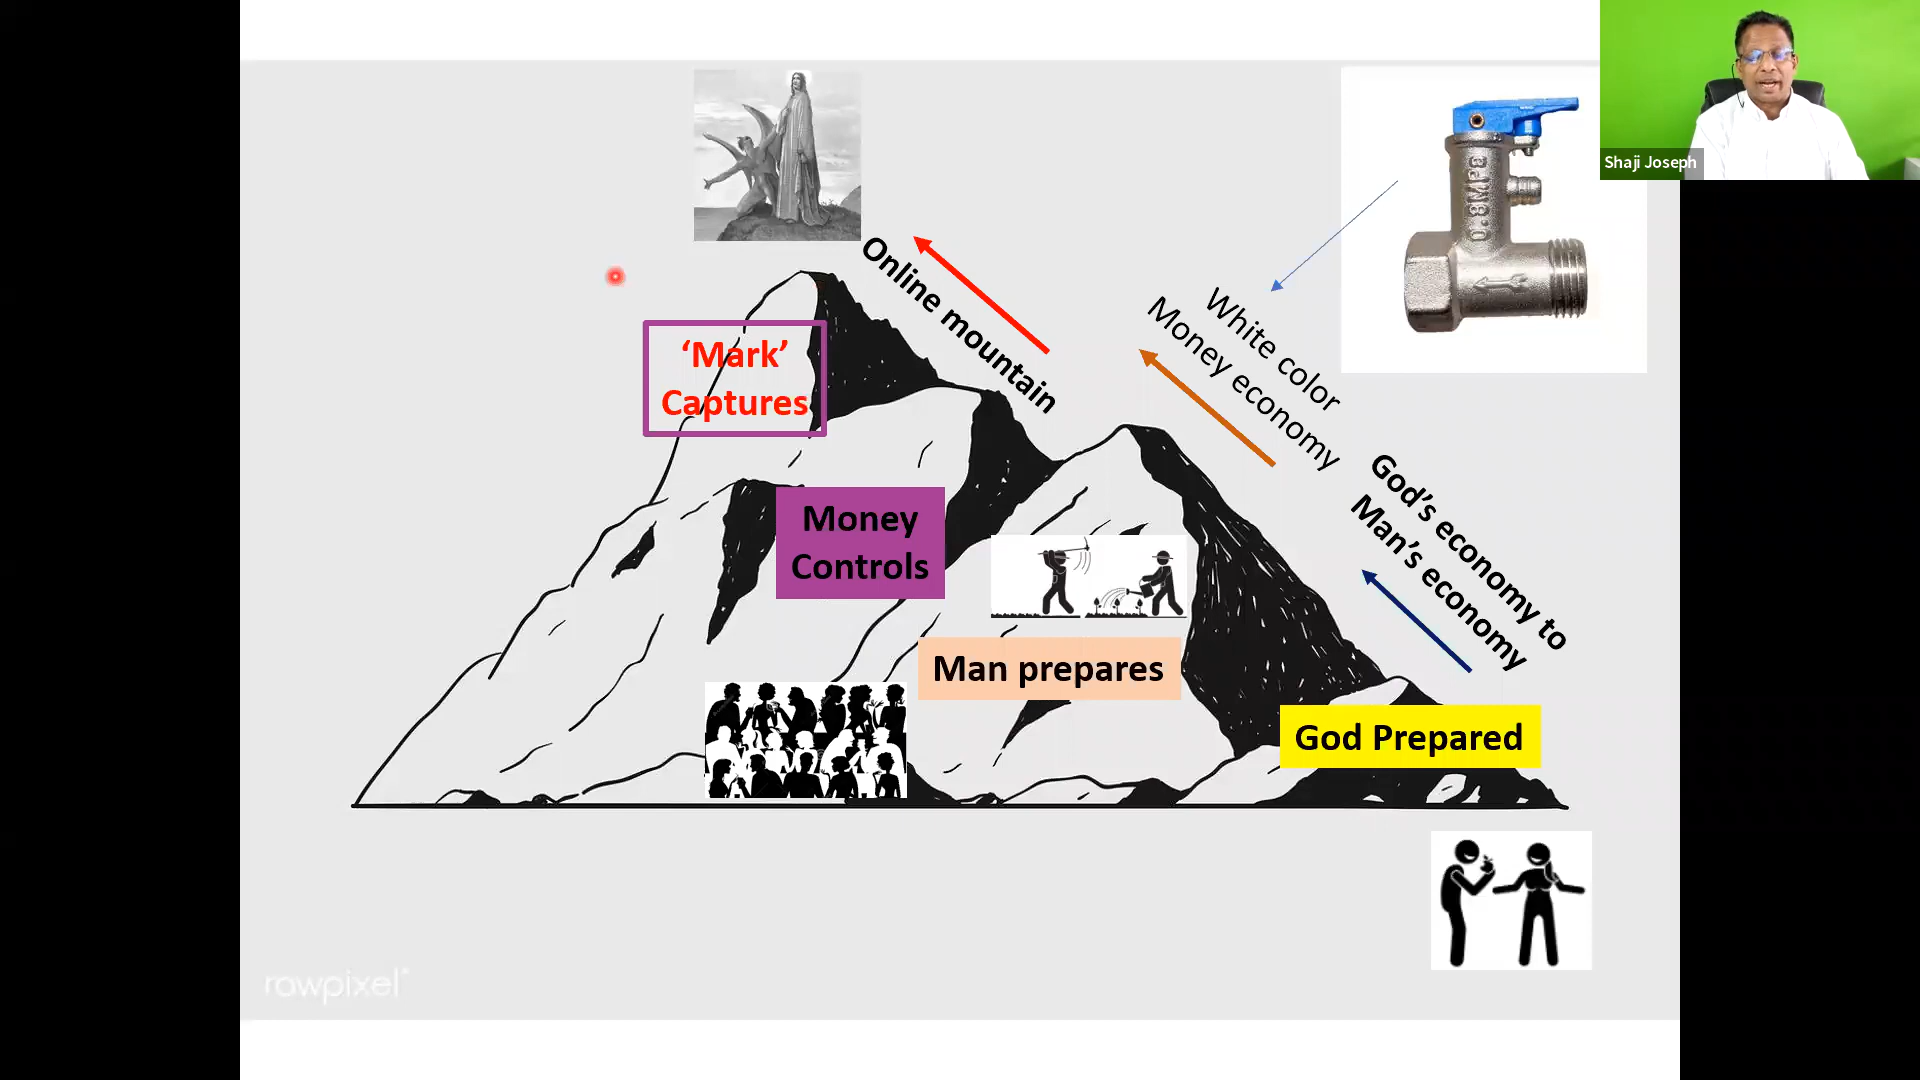 Shaji Joseph
0.8MPE
Online mountain
White color
Money economy
‘Mark’
Captures
God’s economy to
Man’s economy
Money
Controls
Man prepares
God Prepared
rawpixel